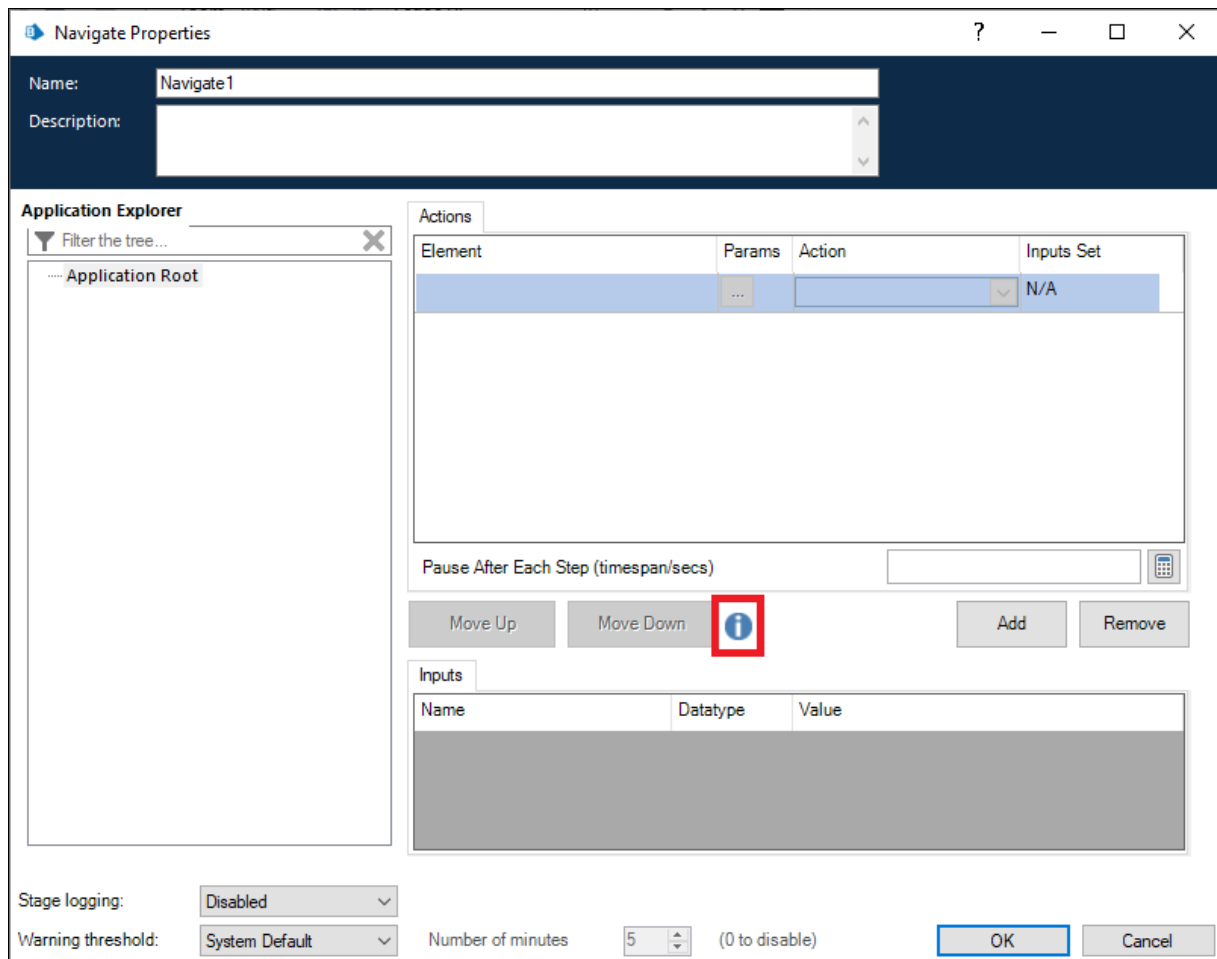 Navigate Properties
Name: Navigate1
Description:
Application Explorer
Filter the tree...
Application Root
Actions
Element Params Action Inputs Set
... N/A
Pause After Each Step (timespan/secs)
Move Up Move Down Add Remove
Inputs
Name Datatype Value
Stage logging: Disabled
Warning threshold: System Default Number of minutes 5 (0 to disable) OK Cancel